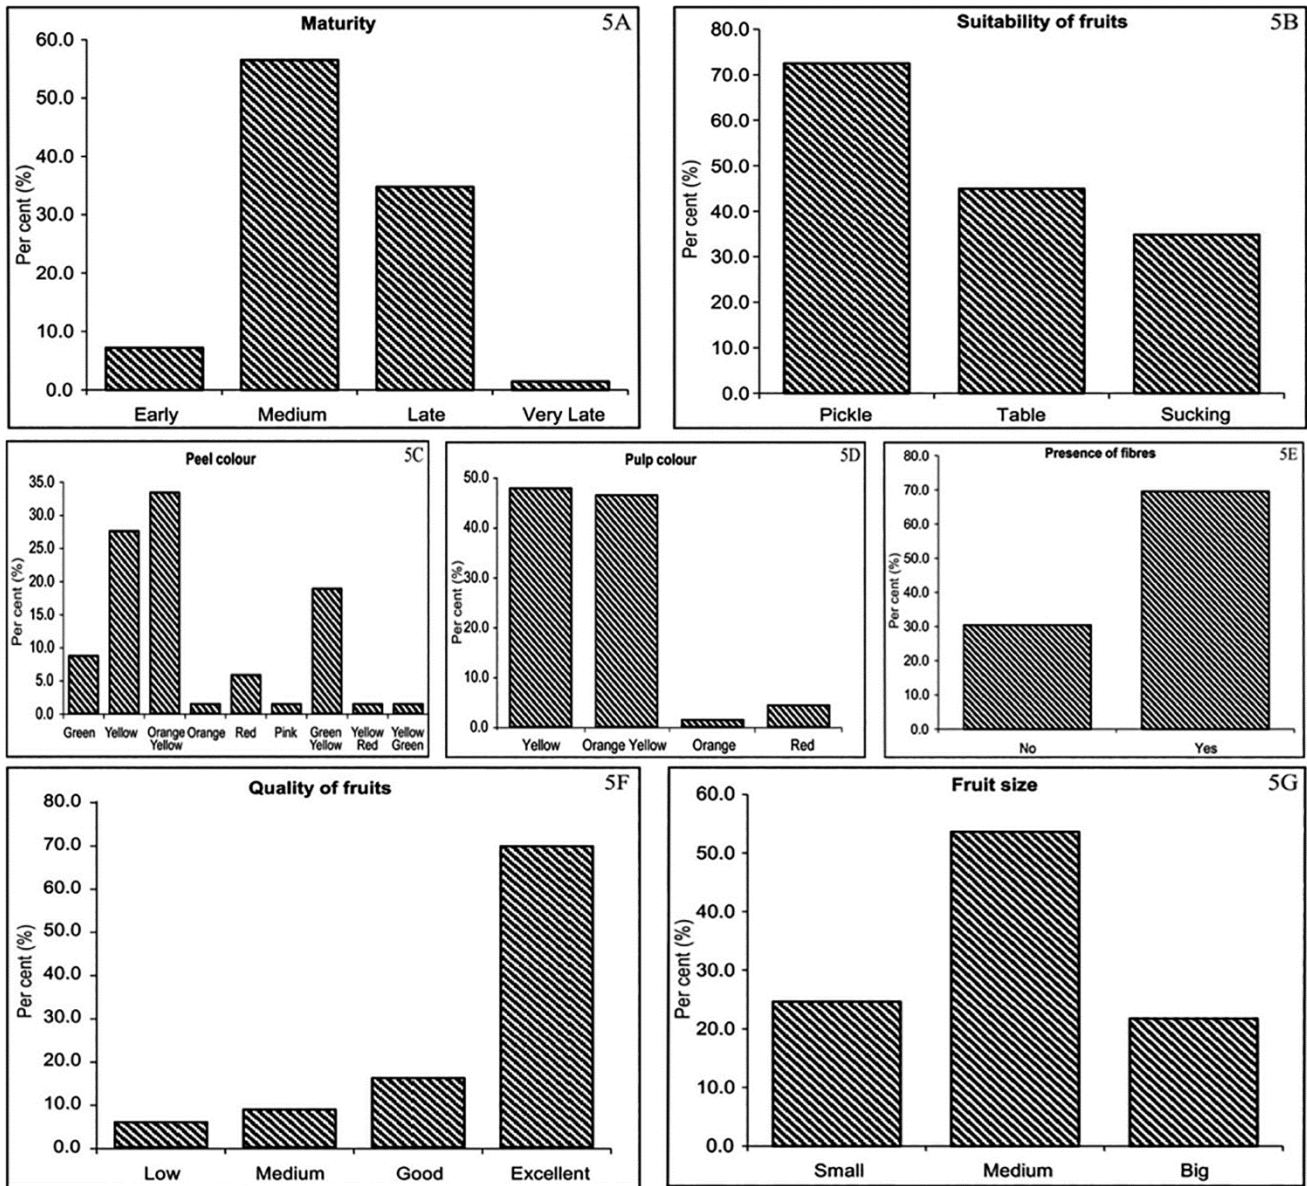 Maturity
5A
Per cent (%)
60.0
50.0
40.0
30.0
20.0
10.0
0.0
Early Medium Late Very Late
Suitability of fruits
5B
Per cent (%)
80.0
70.0
60.0
50.0
40.0
30.0
20.0
10.0
0.0
Pickle Table Sucking
Peel colour
5C
Per cent (%)
35.0
30.0
25.0
20.0
15.0
10.0
5.0
0.0
Green Yellow Orange Orange Red Pink Green Yellow Yellow
Yellow Yellow Red Green
Pulp colour
5D
Per cent (%)
50.0
40.0
30.0
20.0
10.0
0.0
Yellow Orange Yellow Orange Red
Presence of fibres
5E
Per cent (%)
80.0
70.0
60.0
50.0
40.0
30.0
20.0
10.0
0.0
No Yes
Quality of fruits
5F
Per cent (%)
80.0
70.0
60.0
50.0
40.0
30.0
20.0
10.0
0.0
Low Medium Good Excellent
Fruit size
5G
Per cent (%)
60.0
50.0
40.0
30.0
20.0
10.0
0.0
Small Medium Big